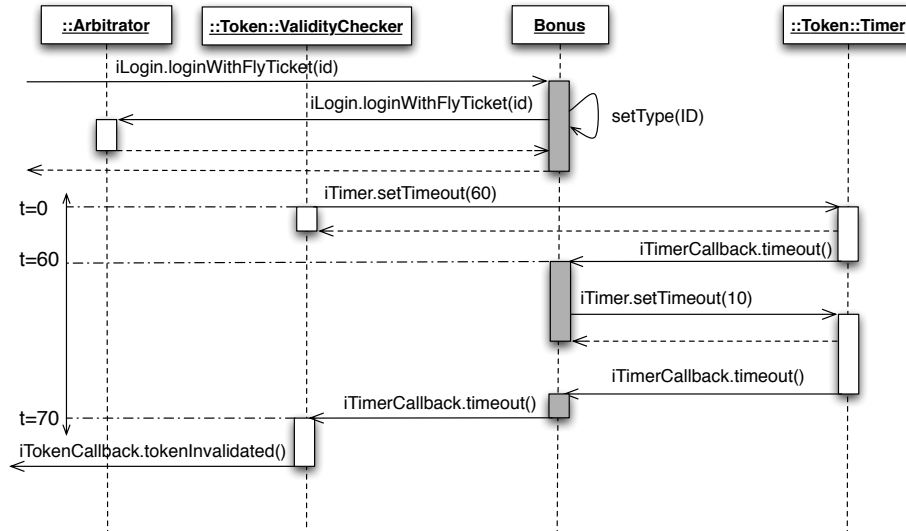 ::Arbitrator
::Token::ValidityChecker
Bonus
::Token::Timer
iLogin.loginWithFlyTicket(id)
iLogin.loginWithFlyTicket(id)
setType(ID)
iTimer.setTimeout(60)
t=0
iTimerCallback.timeout()
t=60
iTimer.setTimeout(10)
iTimerCallback.timeout()
iTimerCallback.timeout()
t=70
iTokenCallback.tokenInvalidated()